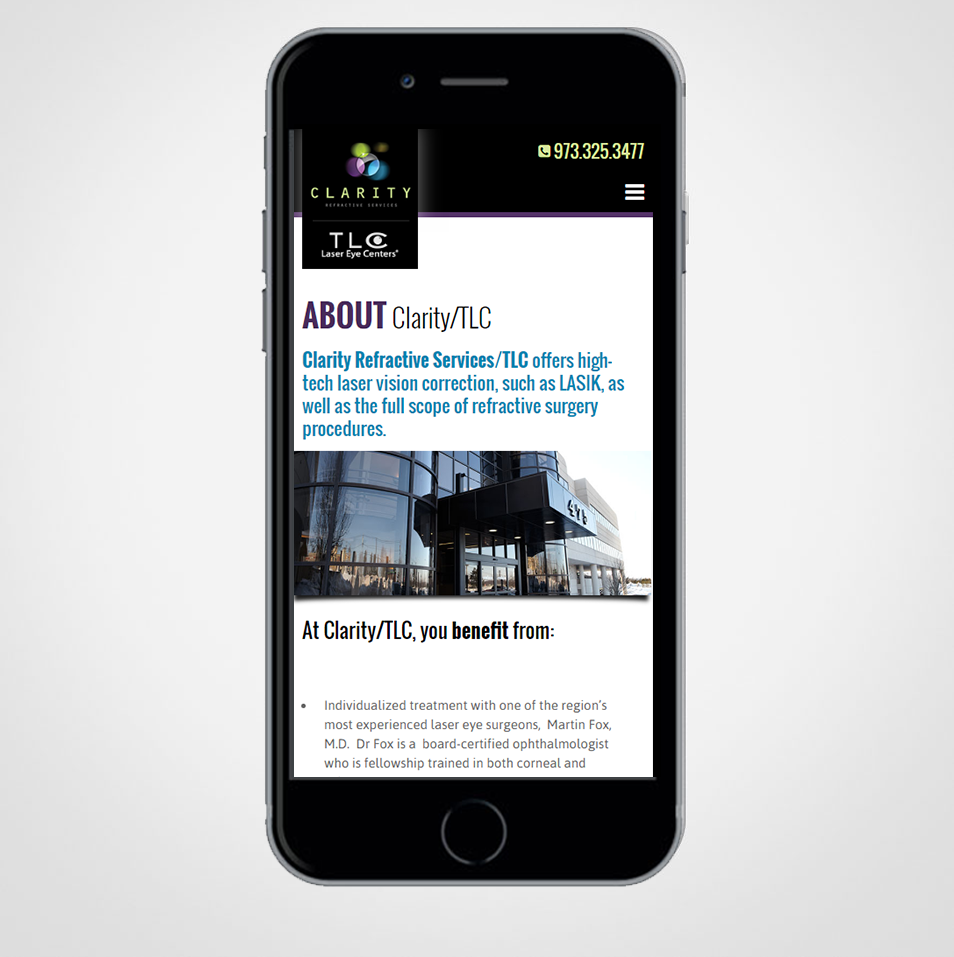 973.325.3477
CLARITY
REFRACTIVE SERVICES
TLC
Laser Eye Centers®
ABOUT Clarity/TLC
Clarity Refractive Services/TLC offers high-
tech laser vision correction, such as LASIK, as
well as the full scope of refractive surgery
procedures.
476
At Clarity/TLC, you benefit from:
• Individualized treatment with one of the region’s
most experienced laser eye surgeons, Martin Fox,
M.D. Dr Fox is a board-certified ophthalmologist
who is fellowship trained in both corneal and